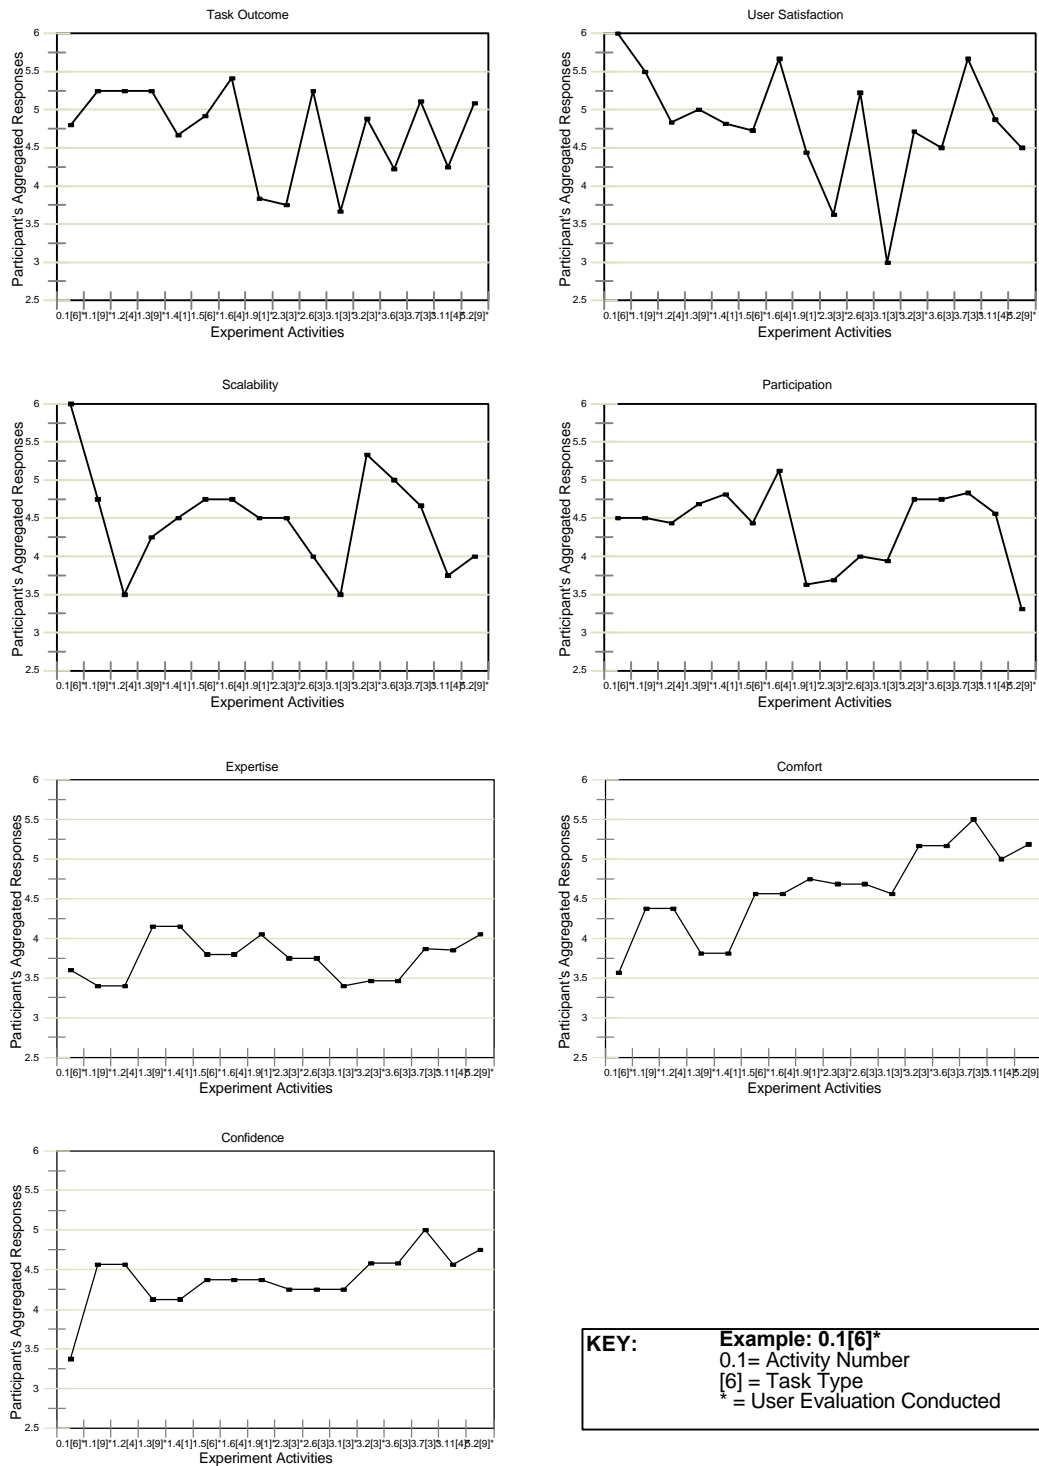 Task Outcome
Participant's Aggregated Responses
6
5.5
5
4.5
4
3.5
3
2.5
0.1[6]* 1.1[9]* 1.2[4] 1.3[9]* 1.4[1] 1.5[6]* 1.6[4] 1.9[1]* 2.3[3]* 2.6[3] 3.1[3]* 3.2[3]* 3.6[3] 3.7[3]* 3.11[4]* 5.2[9]*
Experiment Activities
User Satisfaction
Participant's Aggregated Responses
6
5.5
5
4.5
4
3.5
3
2.5
0.1[6]* 1.1[9]* 1.2[4] 1.3[9]* 1.4[1] 1.5[6]* 1.6[4] 1.9[1]* 2.3[3]* 2.6[3] 3.1[3]* 3.2[3]* 3.6[3] 3.7[3]* 3.11[4]* 5.2[9]*
Experiment Activities
Scalability
Participant's Aggregated Responses
6
5.5
5
4.5
4
3.5
3
2.5
0.1[6]* 1.1[9]* 1.2[4] 1.3[9]* 1.4[1] 1.5[6]* 1.6[4] 1.9[1]* 2.3[3]* 2.6[3] 3.1[3]* 3.2[3]* 3.6[3] 3.7[3]* 3.11[4]* 5.2[9]*
Experiment Activities
Participation
Participant's Aggregated Responses
6
5.5
5
4.5
4
3.5
3
2.5
0.1[6]* 1.1[9]* 1.2[4] 1.3[9]* 1.4[1] 1.5[6]* 1.6[4] 1.9[1]* 2.3[3]* 2.6[3] 3.1[3]* 3.2[3]* 3.6[3] 3.7[3]* 3.11[4]* 5.2[9]*
Experiment Activities
Expertise
Participant's Aggregated Responses
6
5.5
5
4.5
4
3.5
3
2.5
0.1[6]* 1.1[9]* 1.2[4] 1.3[9]* 1.4[1] 1.5[6]* 1.6[4] 1.9[1]* 2.3[3]* 2.6[3] 3.1[3]* 3.2[3]* 3.6[3] 3.7[3]* 3.11[4]* 5.2[9]*
Experiment Activities
Comfort
Participant's Aggregated Responses
6
5.5
5
4.5
4
3.5
3
2.5
0.1[6]* 1.1[9]* 1.2[4] 1.3[9]* 1.4[1] 1.5[6]* 1.6[4] 1.9[1]* 2.3[3]* 2.6[3] 3.1[3]* 3.2[3]* 3.6[3] 3.7[3]* 3.11[4]* 5.2[9]
Experiment Activities
Confidence
Participant's Aggregated Responses
6
5.5
5
4.5
4
3.5
3
2.5
0.1[6]* 1.1[9]* 1.2[4] 1.3[9]* 1.4[1] 1.5[6]* 1.6[4] 1.9[1]* 2.3[3]* 2.6[3] 3.1[3]* 3.2[3]* 3.6[3] 3.7[3]* 3.11[4]* 5.2[9]*
Experiment Activities
KEY: Example: 0.1[6]*
0.1= Activity Number
[6] = Task Type
* = User Evaluation Conducted